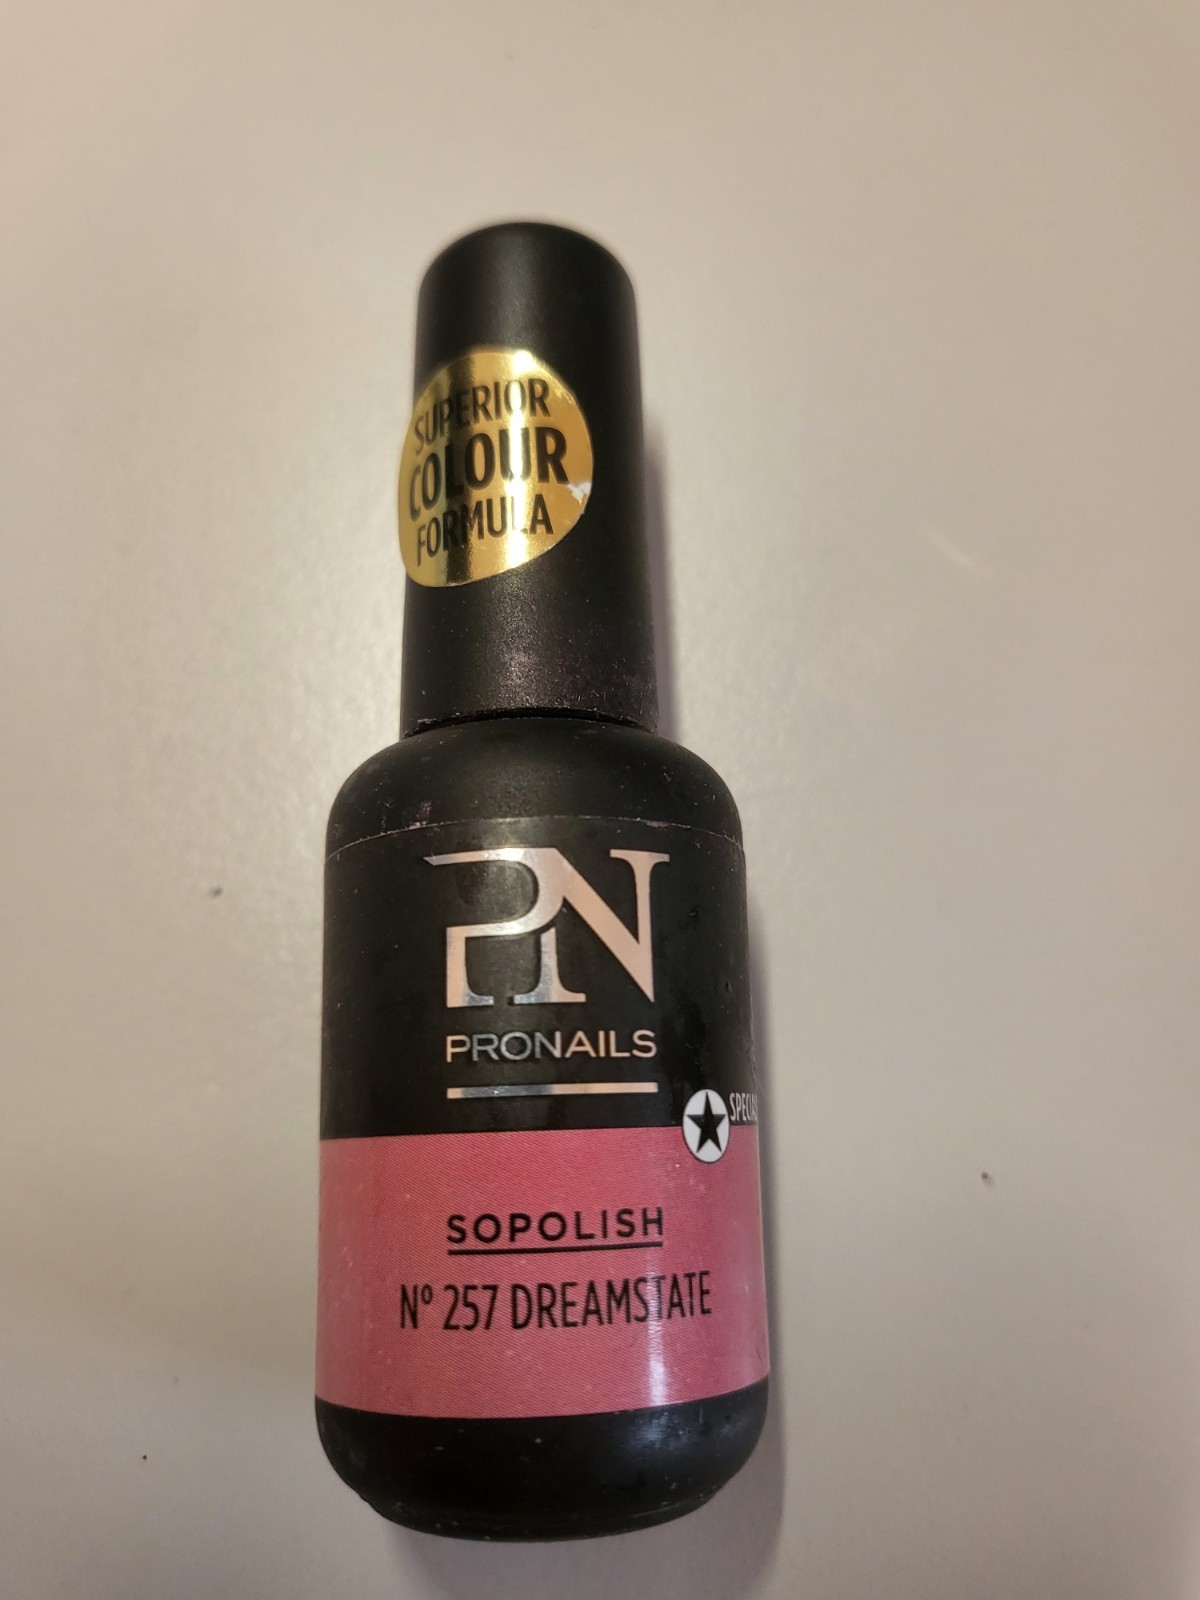 SUPERIOR
COLOUR
FORMULA
PN
PRONAILS
SOPOLISH
Nº 257 DREAMSTATE